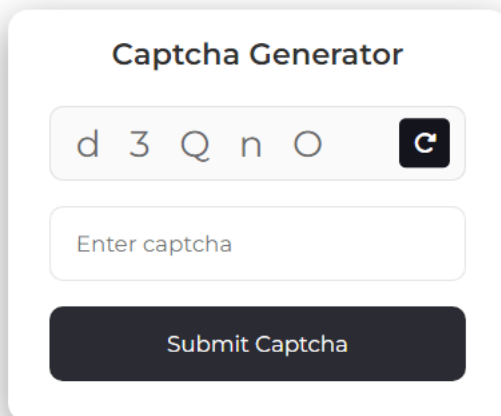 Captcha Generator
d 3 Q n O
Enter captcha
Submit Captcha